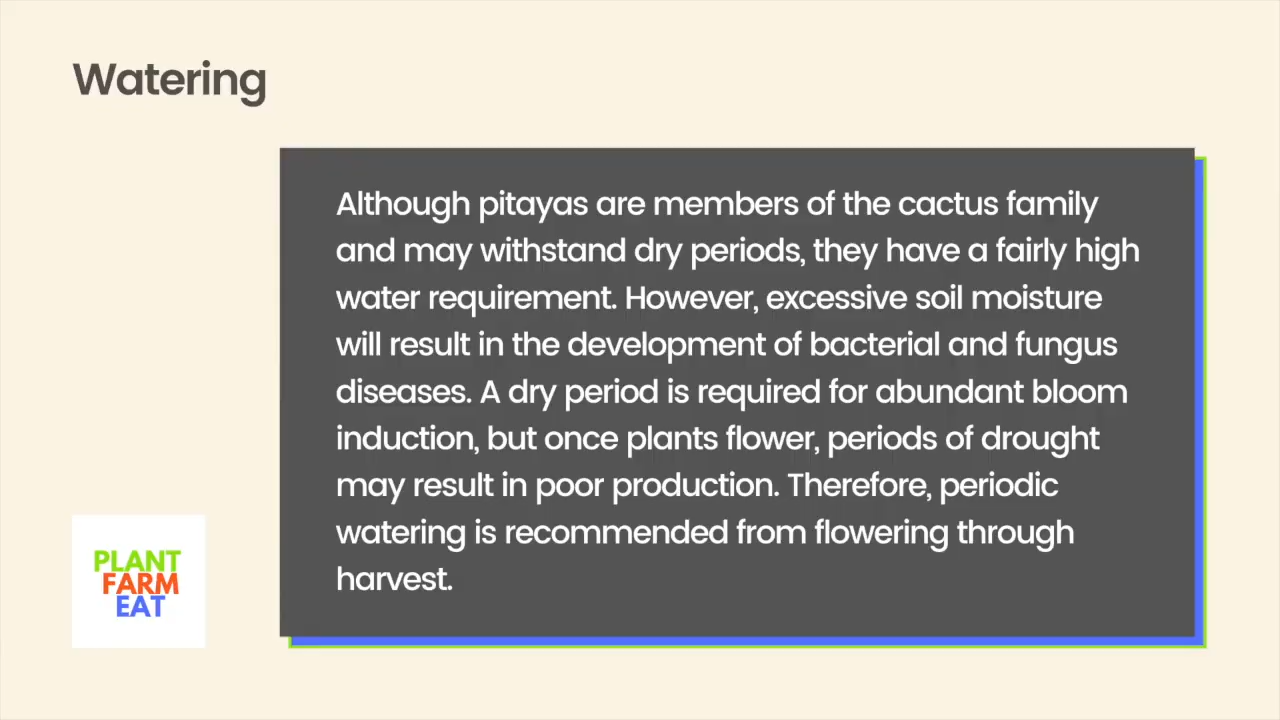 Watering
Although pitayas are members of the cactus family
and may withstand dry periods, they have a fairly high
water requirement. However, excessive soil moisture
will result in the development of bacterial and fungus
diseases. A dry period is required for abundant bloom
induction, but once plants flower, periods of drought
may result in poor production. Therefore, periodic
watering is recommended from flowering through
harvest.
PLANT
FARM
EAT